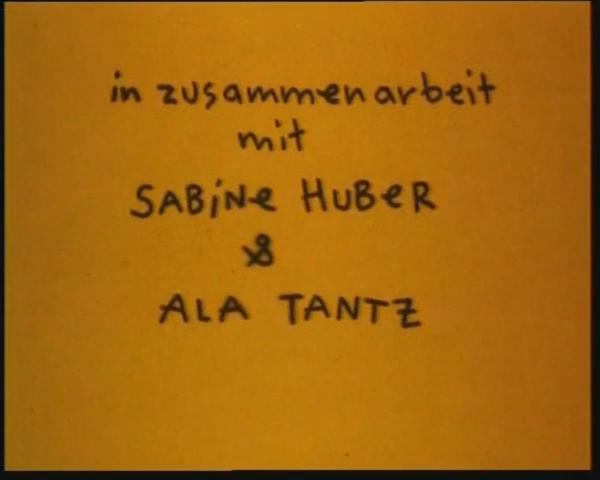 in zusammenarbeit
mit
SABiNe HUBeR
&
ALA TANTZ